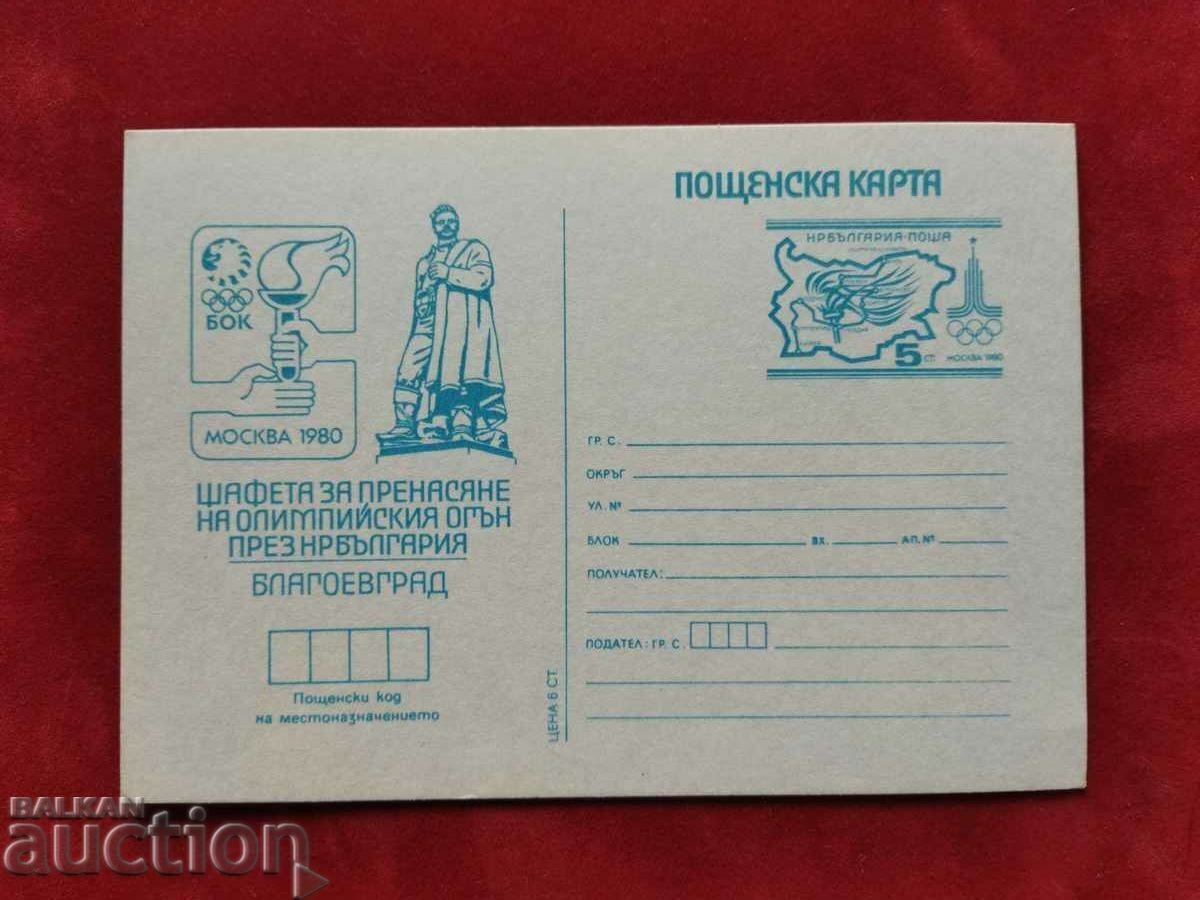 ПОЩЕНСКА КАРТА
НРБЪЛГАРИЯ·ПОЩА
5 СТ.
МОСКВА 1980
БОК
МОСКВА 1980
ЩАФЕТА ЗА ПРЕНАСЯНЕ
НА ОЛИМПИЙСКИЯ ОГЪН
ПРЕЗ НРБЪЛГАРИЯ
БЛАГОЕВГРАД
Пощенски код
на местоназначението
ЦЕНА 6 СТ.
ГР. С.
ОКРЪГ
УЛ. №
БЛОК ВХ. АП. №
ПОЛУЧАТЕЛ:
ПОДАТЕЛ: ГР. С.
BALKAN
auction